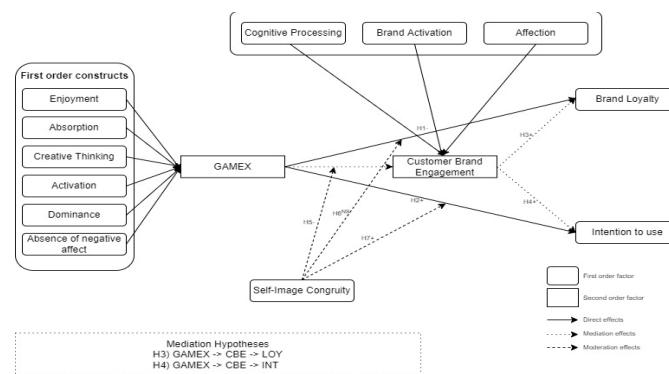 Cognitive Processing
Brand Activation
Affection
First order constructs
Enjoyment
Absorption
Creative Thinking
Activation
Dominance
Absence of negative
affect
GAMEX
Customer Brand
Engagement
Brand Loyalty
Intention to use
Self-Image Congruity
H1-
H2+
H3+
H4+
H5-
H6ᴺˢ
H7+
First order factor
Second order factor
Direct effects
Mediation effects
Moderation effects
Mediation Hypotheses
H3) GAMEX -> CBE -> LOY
H4) GAMEX -> CBE -> INT